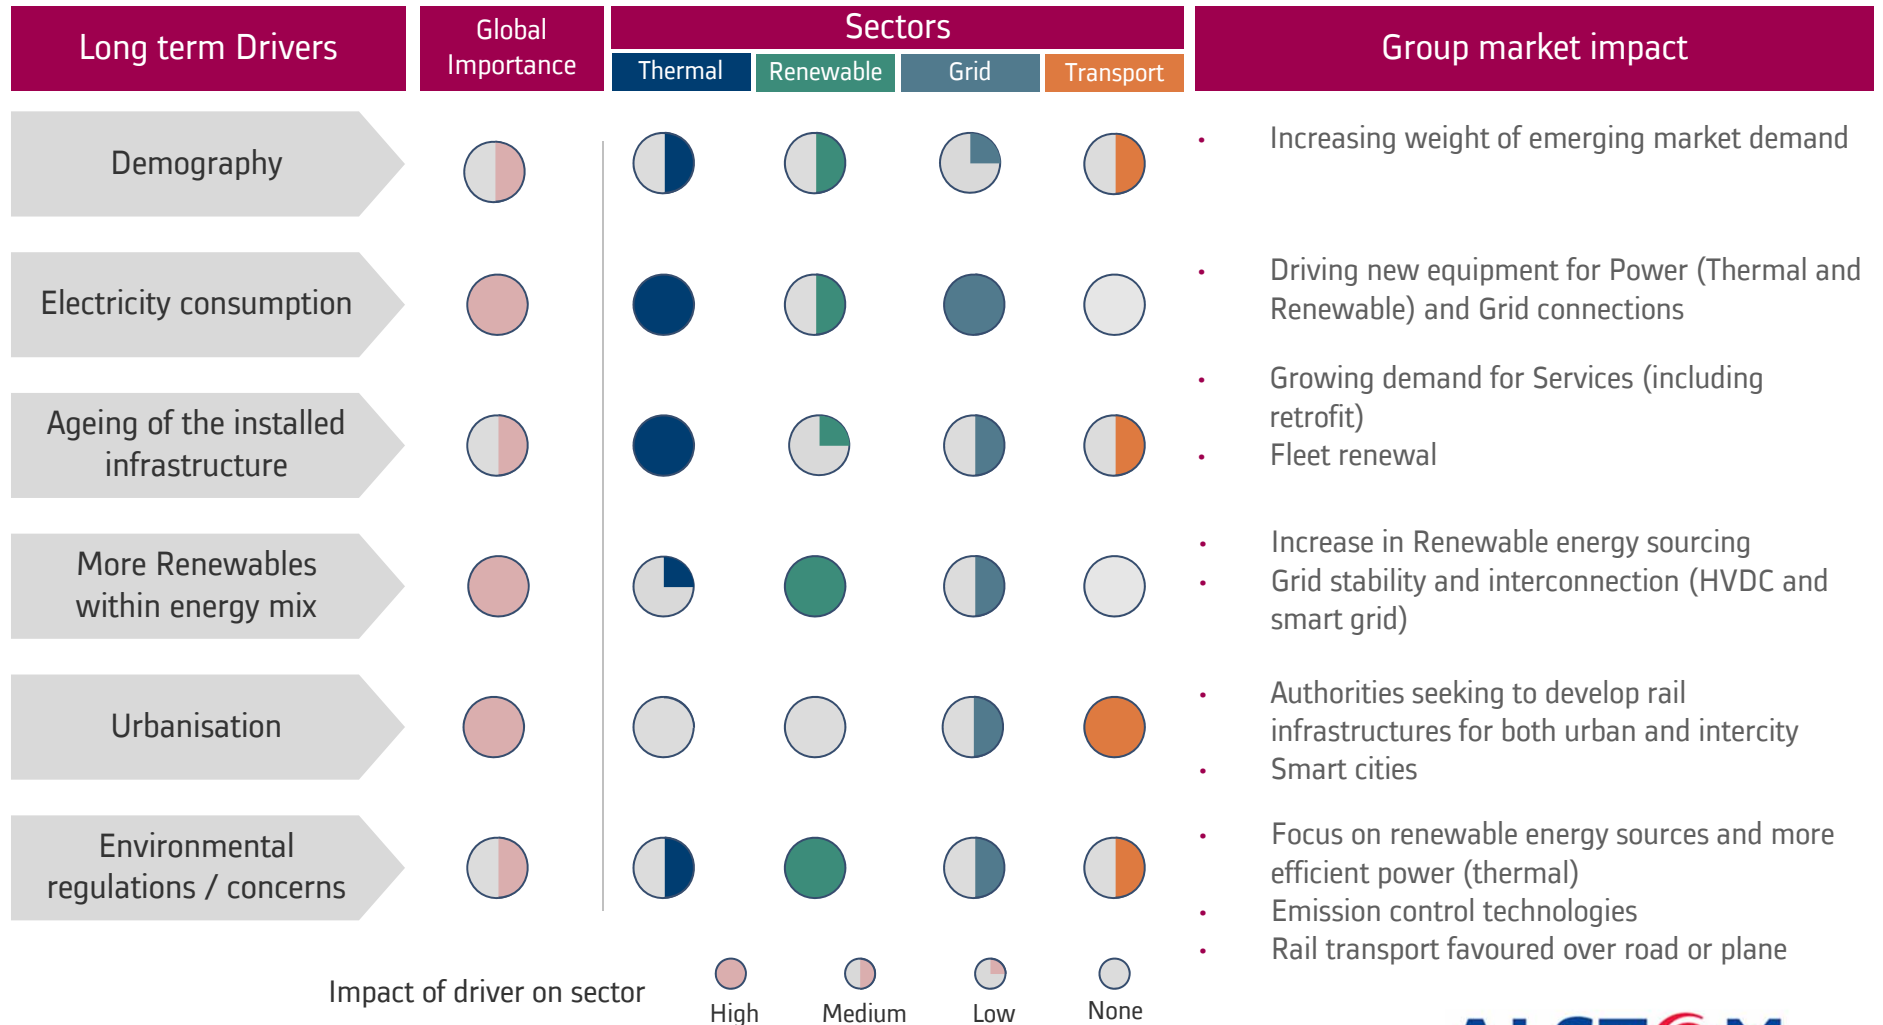 Long term Drivers
Global
Importance
Sectors
Thermal
Renewable
Grid
Transport
Group market impact
Demography
• Increasing weight of emerging market demand
Electricity consumption
• Driving new equipment for Power (Thermal and
Renewable) and Grid connections
Ageing of the installed
infrastructure
• Growing demand for Services (including
retrofit)
• Fleet renewal
More Renewables
within energy mix
• Increase in Renewable energy sourcing
• Grid stability and interconnection (HVDC and
smart grid)
Urbanisation
• Authorities seeking to develop rail
infrastructures for both urban and intercity
• Smart cities
Environmental
regulations / concerns
• Focus on renewable energy sources and more
efficient power (thermal)
• Emission control technologies
• Rail transport favoured over road or plane
Impact of driver on sector
High
Medium
Low
None
ALSTOM